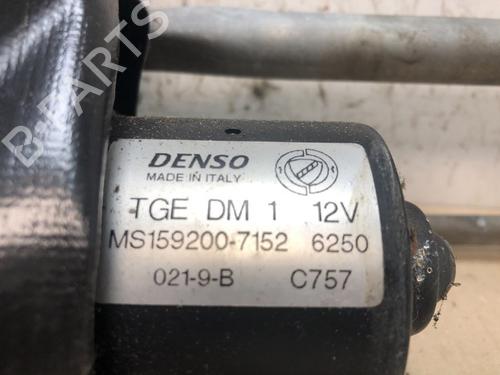 B-PARTS
DENSO
MADE IN ITALY
TGE DM 1 12V
MS159200-7152 6250
021-9-B C757